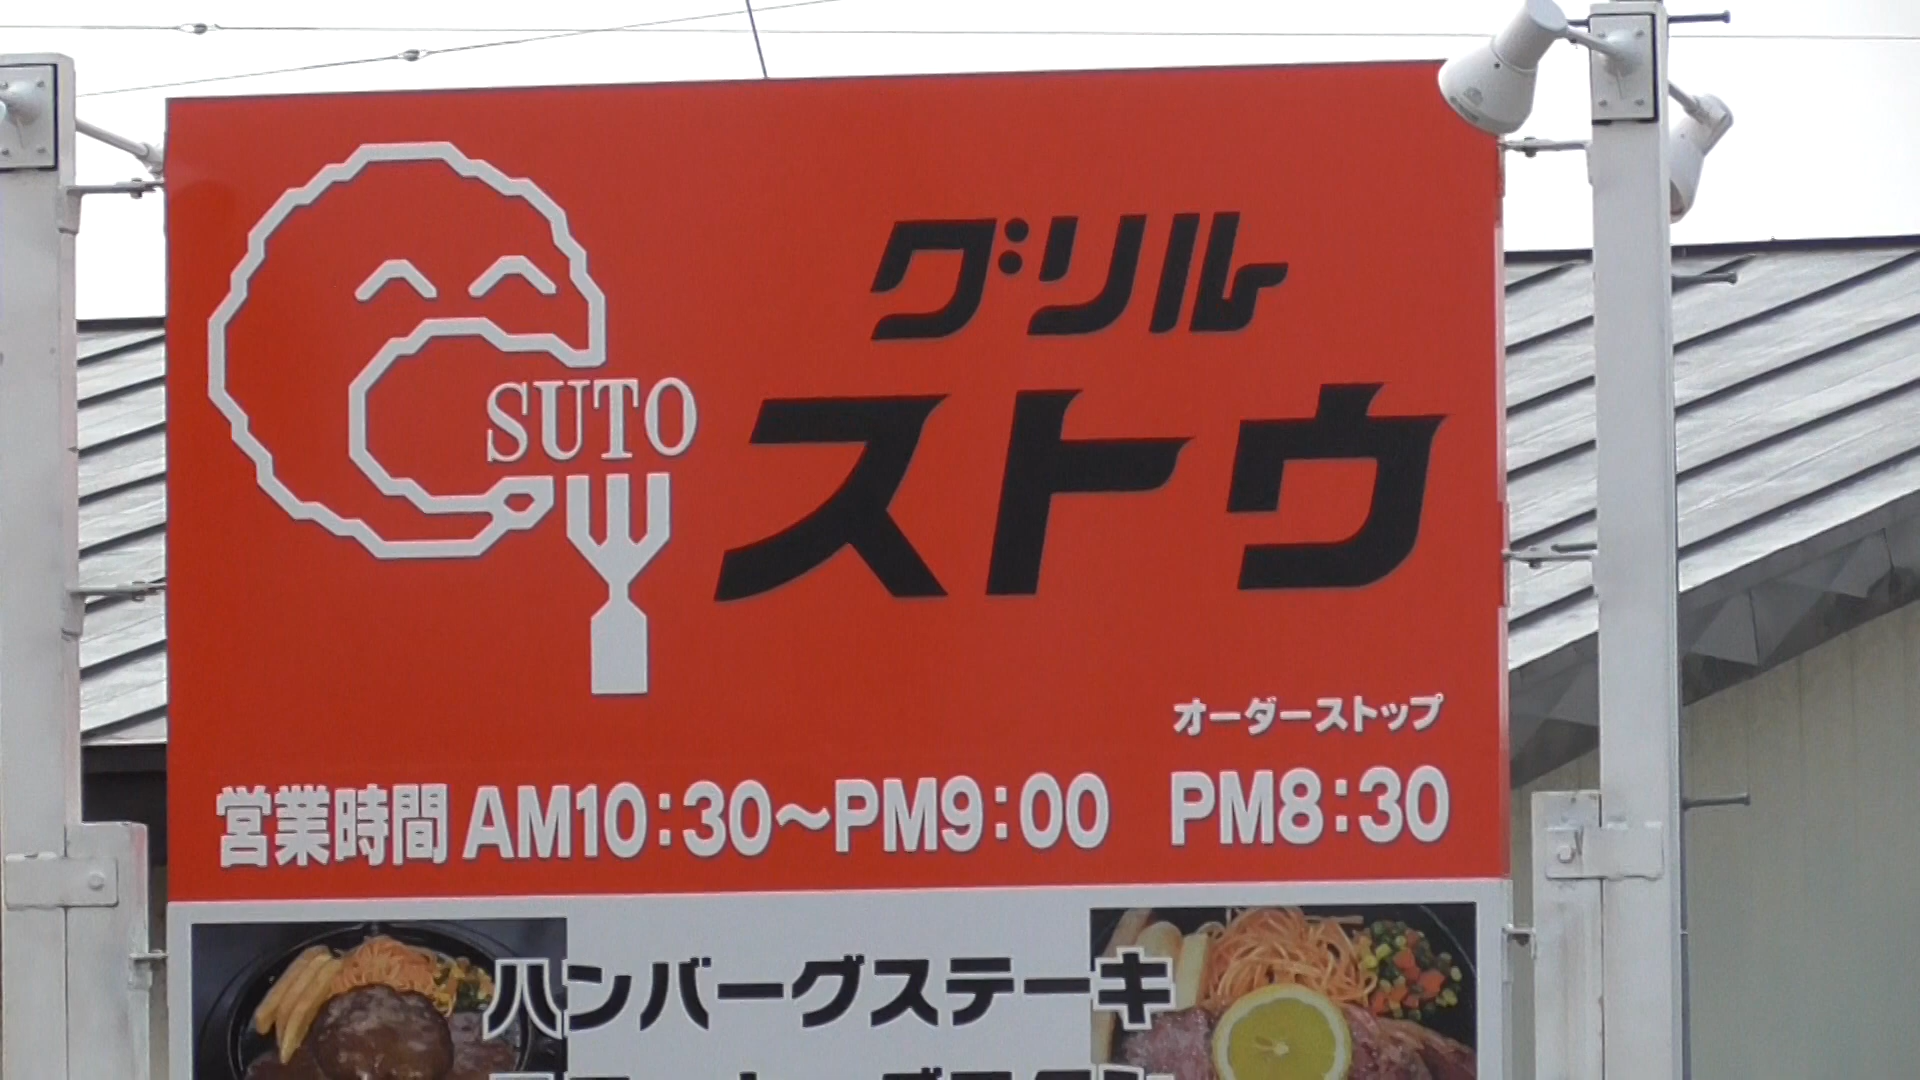 グリル
ストウ
SUTO
オーダーストップ
営業時間 AM10:30〜PM9:00 PM8:30
ハンバーグステーキ